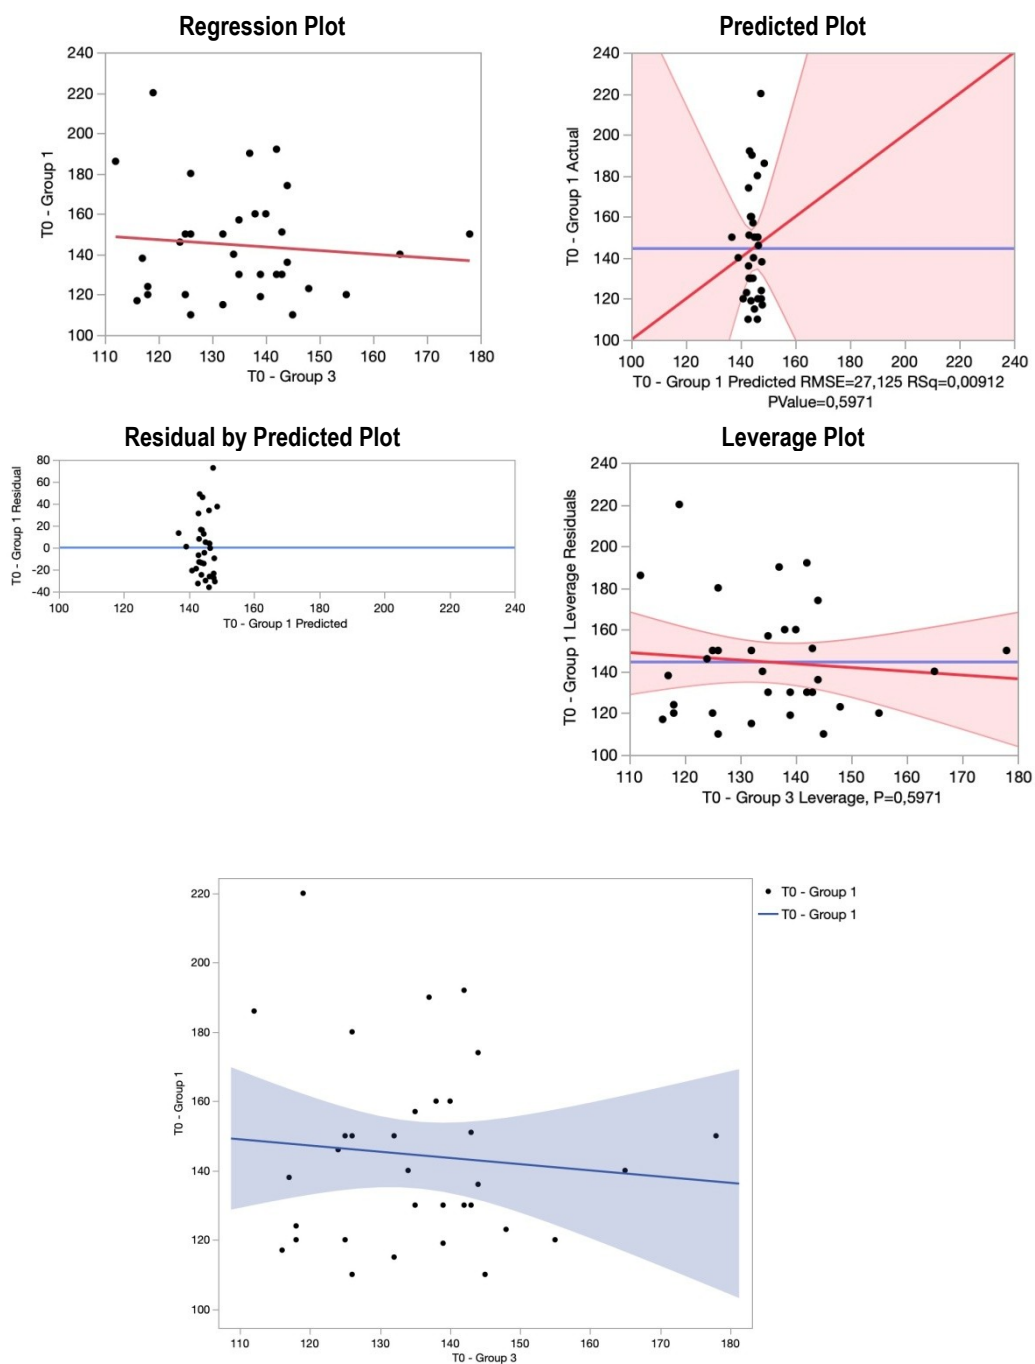 Regression Plot
240
220
200
180
160
140
120
100
T0 - Group 1
110 120 130 140 150 160 170 180
T0 - Group 3
Predicted Plot
240
220
200
180
160
140
120
100
T0 - Group 1 Actual
100 120 140 160 180 200 220 240
T0 - Group 1 Predicted RMSE=27,125 RSq=0,00912
PValue=0,5971
Residual by Predicted Plot
80
60
40
20
0
-20
-40
T0 - Group 1 Residual
100 120 140 160 180 200 220 240
T0 - Group 1 Predicted
Leverage Plot
240
220
200
180
160
140
120
100
T0 - Group 1 Leverage Residuals
110 120 130 140 150 160 170 180
T0 - Group 3 Leverage, P=0,5971
220
200
180
160
140
120
100
T0 - Group 1
110 120 130 140 150 160 170 180
T0 - Group 3
T0 - Group 1
T0 - Group 1